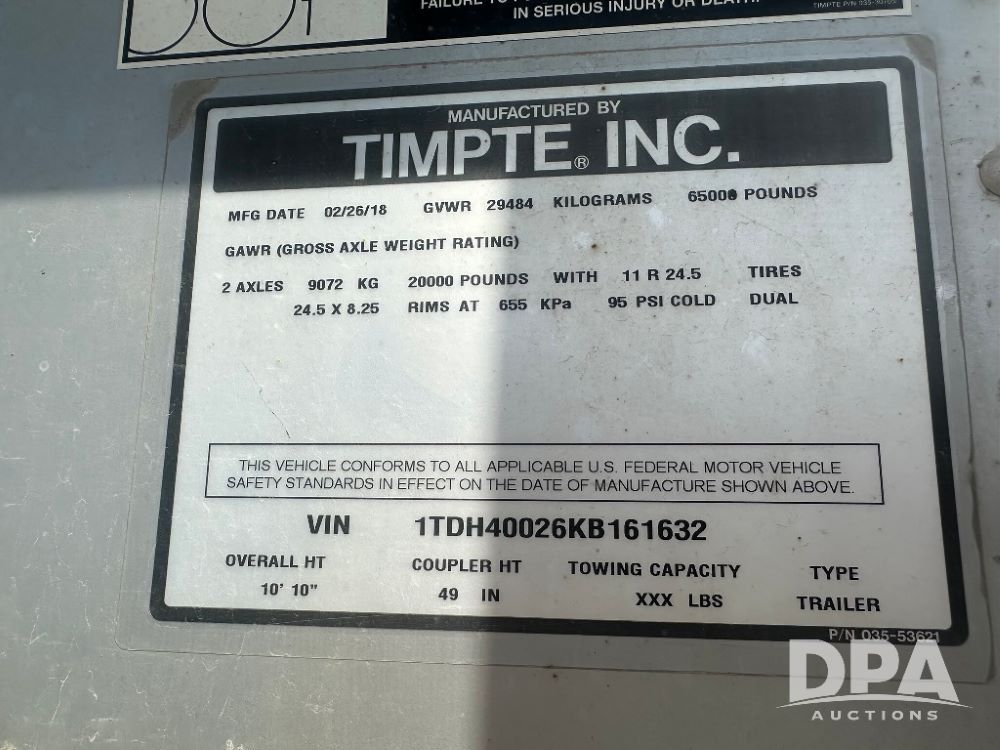 FAILURE TO
IN SERIOUS INJURY OR DEATH.
TIMPTE P/N
MANUFACTURED BY
TIMPTE® INC.
MFG DATE 02/26/18 GVWR 29484 KILOGRAMS 65000 POUNDS
GAWR (GROSS AXLE WEIGHT RATING)
2 AXLES 9072 KG 20000 POUNDS WITH 11 R 24.5 TIRES
24.5 X 8.25 RIMS AT 655 KPa 95 PSI COLD DUAL
THIS VEHICLE CONFORMS TO ALL APPLICABLE U.S. FEDERAL MOTOR VEHICLE
SAFETY STANDARDS IN EFFECT ON THE DATE OF MANUFACTURE SHOWN ABOVE.
VIN 1TDH40026KB161632
OVERALL HT COUPLER HT TOWING CAPACITY TYPE
10' 10" 49 IN XXX LBS TRAILER
P/N 035-53621
DPA
AUCTIONS